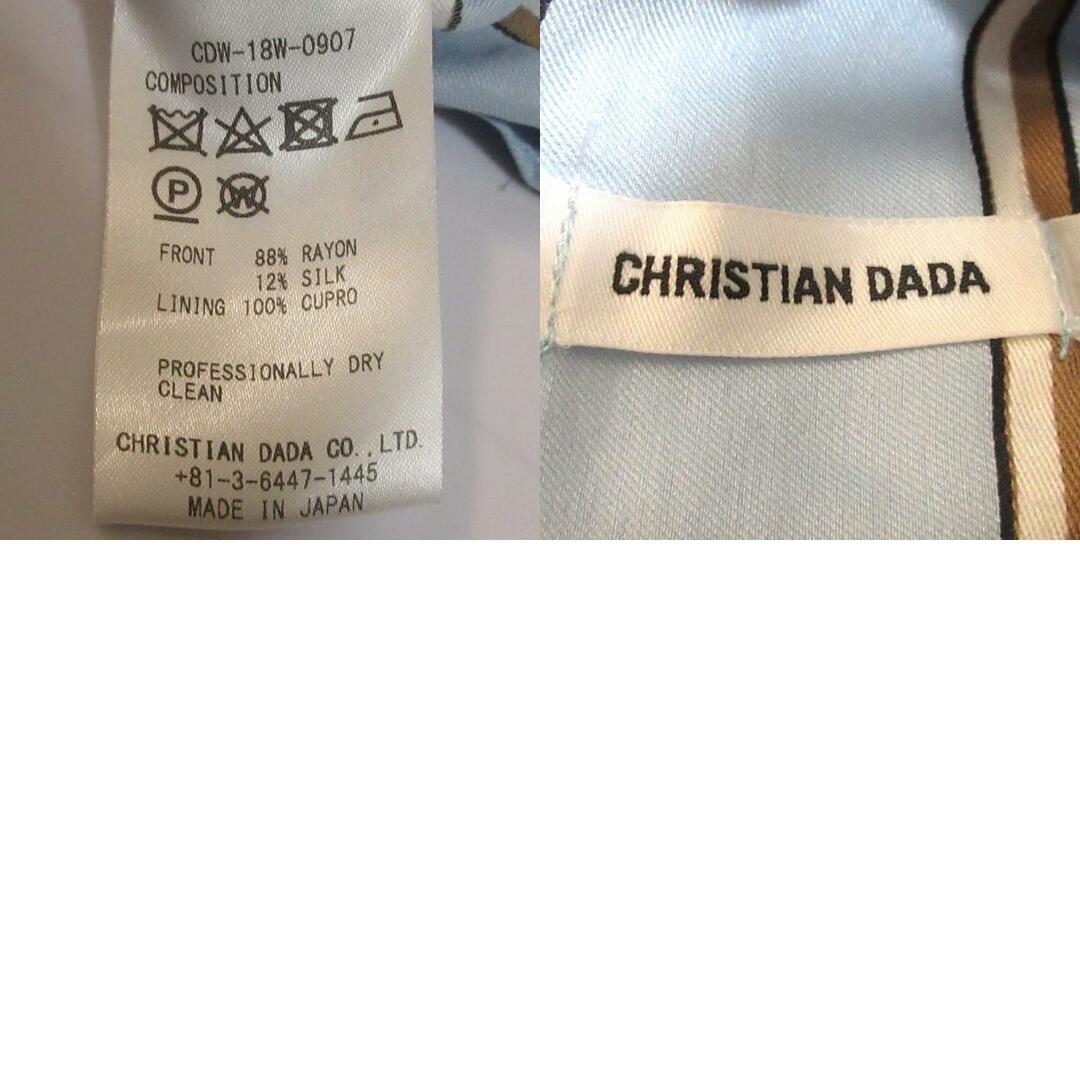 CDW-18W-0907
COMPOSITION
P W
FRONT 88% RAYON
12% SILK
LINING 100% CUPRO
PROFESSIONALLY DRY
CLEAN
CHRISTIAN DADA CO.,LTD.
+81-3-6447-1445
MADE IN JAPAN
CHRISTIAN DADA